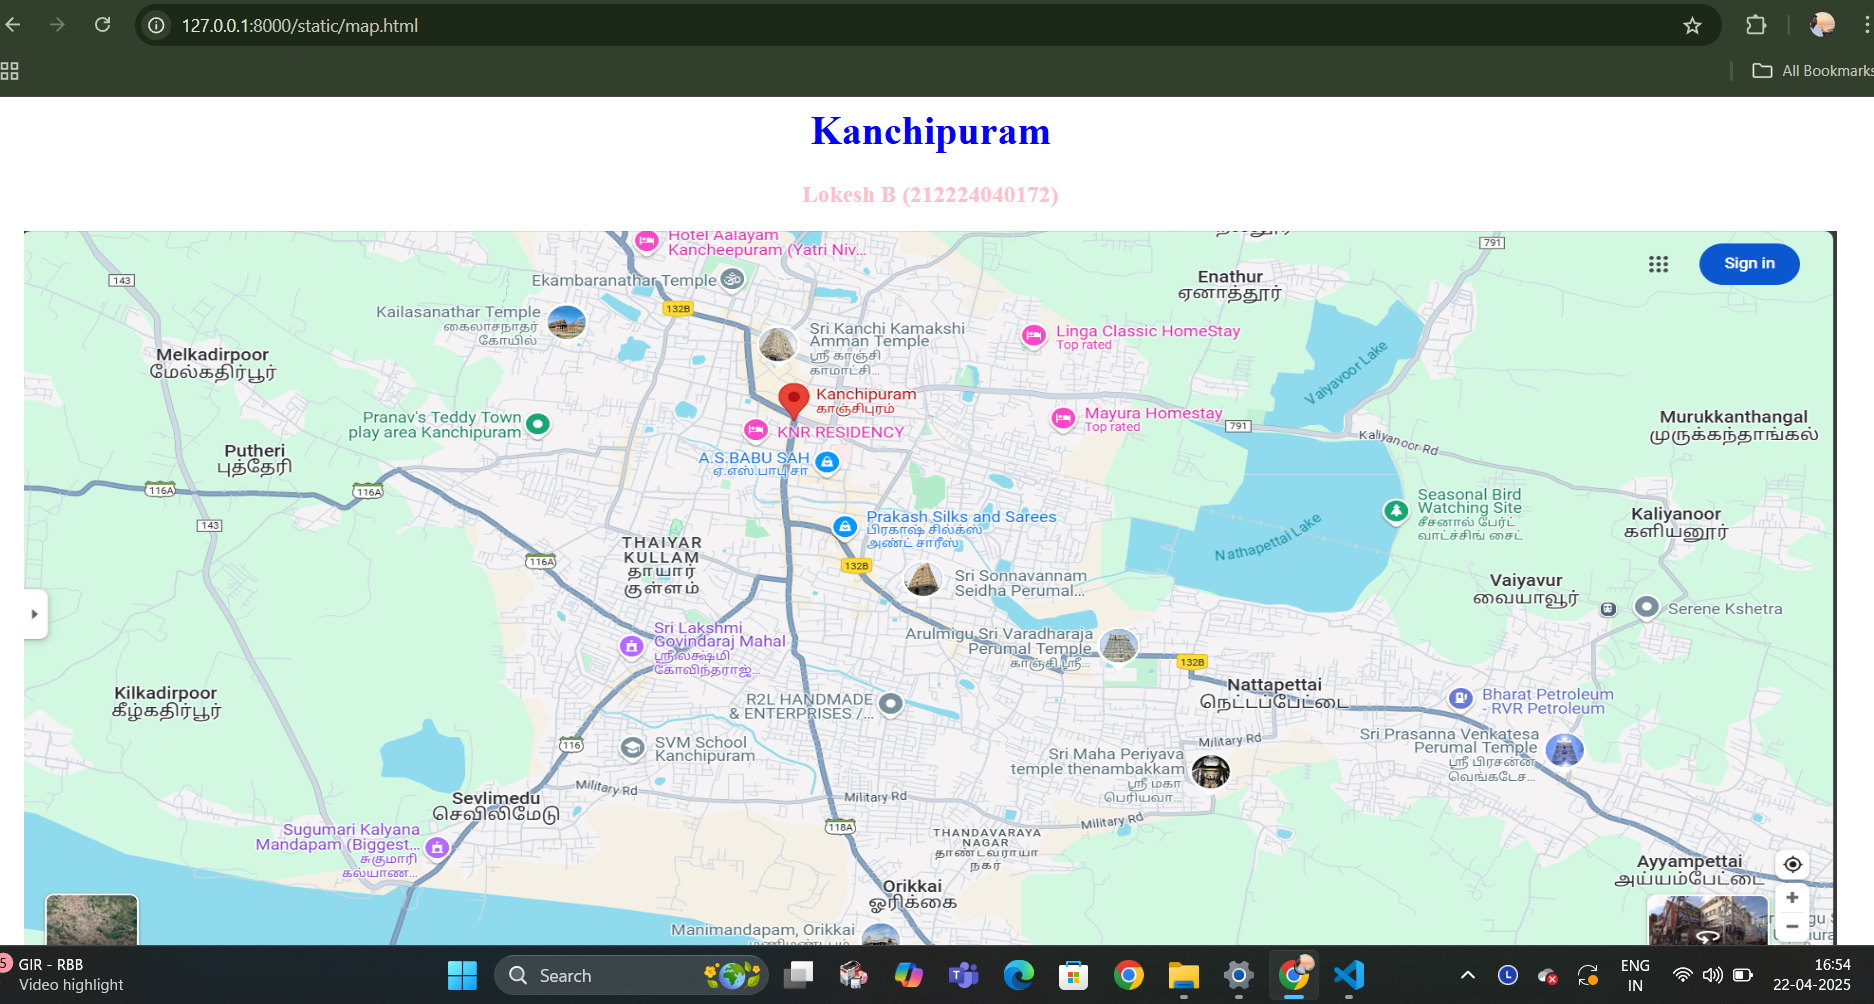 127.0.0.1:8000/static/map.html
All Bookmarks
Kanchipuram
Lokesh B (212224040172)
Hotel Aalayam
Kancheepuram (Yatri Niv...
791
Sign in
143
Ekambaranathar Temple
Enathur
ஏனாத்தூர்
Kailasanathar Temple
கைலாசநாதர்
கோயில்
132B
Sri Kanchi Kamakshi
Amman Temple
ஸ்ரீ காஞ்சி
காமாட்சி...
Linga Classic HomeStay
Top rated
Vaiyavoor Lake
Melkadirpoor
மேல்கதிர்பூர்
Kanchipuram
காஞ்சிபுரம்
Pranav's Teddy Town
play area Kanchipuram
KNR RESIDENCY
Mayura Homestay
Top rated
791
Kaliyanoor Rd
Murukkanthangal
முருக்கந்தாங்கல்
Putheri
புத்தேரி
A.S.BABU SAH
ஏ.எஸ்.பாபு சா
116A
116A
143
Prakash Silks and Sarees
பிரகாஷ் சில்க்ஸ்
அண்ட் சாரீஸ்
Seasonal Bird
Watching Site
சீசனால் பேர்ட்
வாட்ச்சிங் சைட்
Kaliyanoor
களியனூர்
Nathapettai Lake
THAIYAR
KULLAM
தாயார்
குள்ளம்
116A
132B
Sri Sonnavannam
Seidha Perumal...
Vaiyavur
வையாவூர்
Serene Kshetra
Sri Lakshmi
Govindaraj Mahal
ஸ்ரீ லக்ஷ்மி
கோவிந்தராஜ்...
Arulmigu Sri Varadharaja
Perumal Temple
காஞ்சி ஸ்ரீ...
132B
Kilkadirpoor
கீழ்கதிர்பூர்
R2L HANDMADE
& ENTERPRISES /...
Nattapettai
நெட்டப்பேட்டை
Bharat Petroleum
- RVR Petroleum
116
SVM School
Kanchipuram
Military Rd
Sri Maha Periyava
temple thenambakkam
ஸ்ரீ மகா
பெரியவா...
Sri Prasanna Venkatesa
Perumal Temple
ஸ்ரீ பிரசன்ன
வெங்கடேச...
Military Rd
Military Rd
Military Rd
Sevlimedu
செவிலிமேடு
118A
Sugumari Kalyana
Mandapam (Biggest...
சுகுமாரி
கல்யாண...
THANDAVARAYA
NAGAR
தாண்டவராயா
நகர்
Ayyampettai
அய்யம்பேட்டை
Orikkai
ஓரிக்கை
Manimandapam, Orikkai
5
GIR - RBB
Video highlight
Search
ENG
IN
16:54
22-04-2025